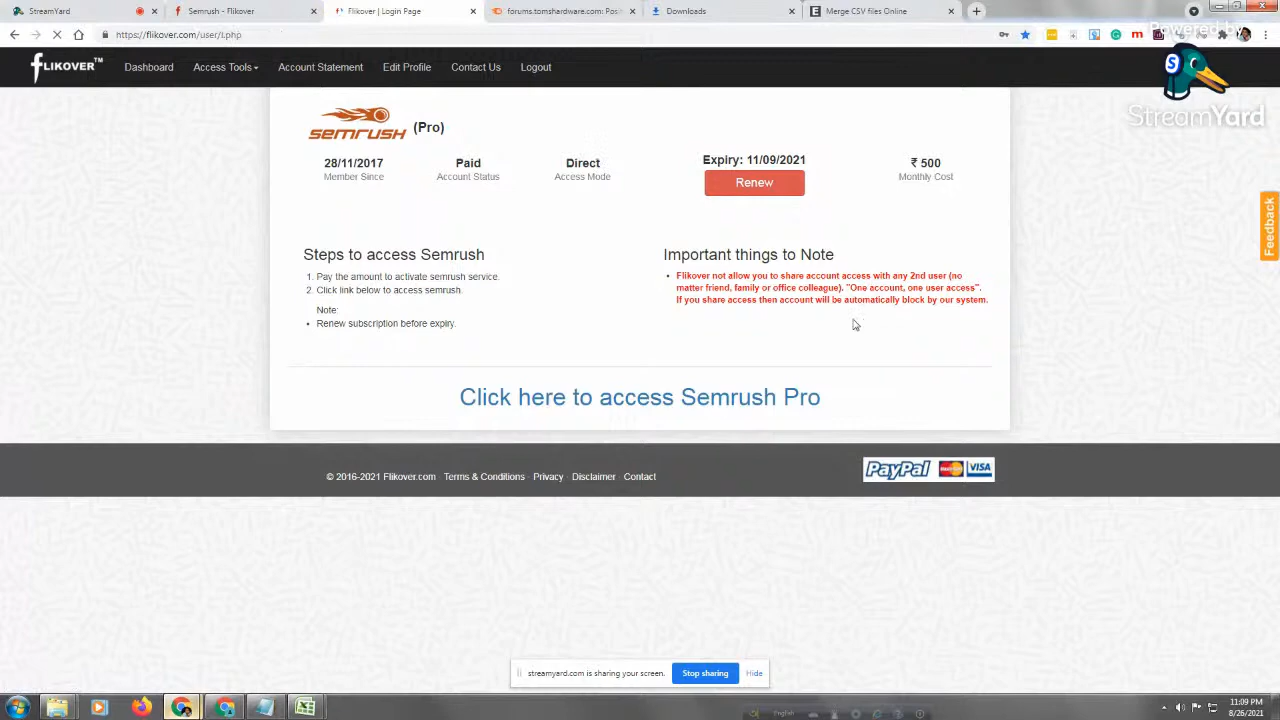 StreamYard
Semrush - Flikover
Flikover | Login Page
forums.tomshardware.com: Posi
Downloads
Merge CSV files Online
https://flikover.com/user/i.php
Powered by
StreamYard
FLIKOVER™
Dashboard
Access Tools
Account Statement
Edit Profile
Contact Us
Logout
semrush (Pro)
28/11/2017
Member Since
Paid
Account Status
Direct
Access Mode
Expiry: 11/09/2021
Renew
₹ 500
Monthly Cost
Feedback
Steps to access Semrush
1. Pay the amount to activate semrush service.
2. Click link below to access semrush.
Note:
• Renew subscription before expiry.
Important things to Note
• Flikover not allow you to share account access with any 2nd user (no
matter friend, family or office colleague). "One account, one user access".
If you share access then account will be automatically block by our system.
Click here to access Semrush Pro
© 2016-2021 Flikover.com · Terms & Conditions · Privacy · Disclaimer · Contact
PayPal
VISA
streamyard.com is sharing your screen.
Stop sharing
Hide
English
11:09 PM
8/26/2021